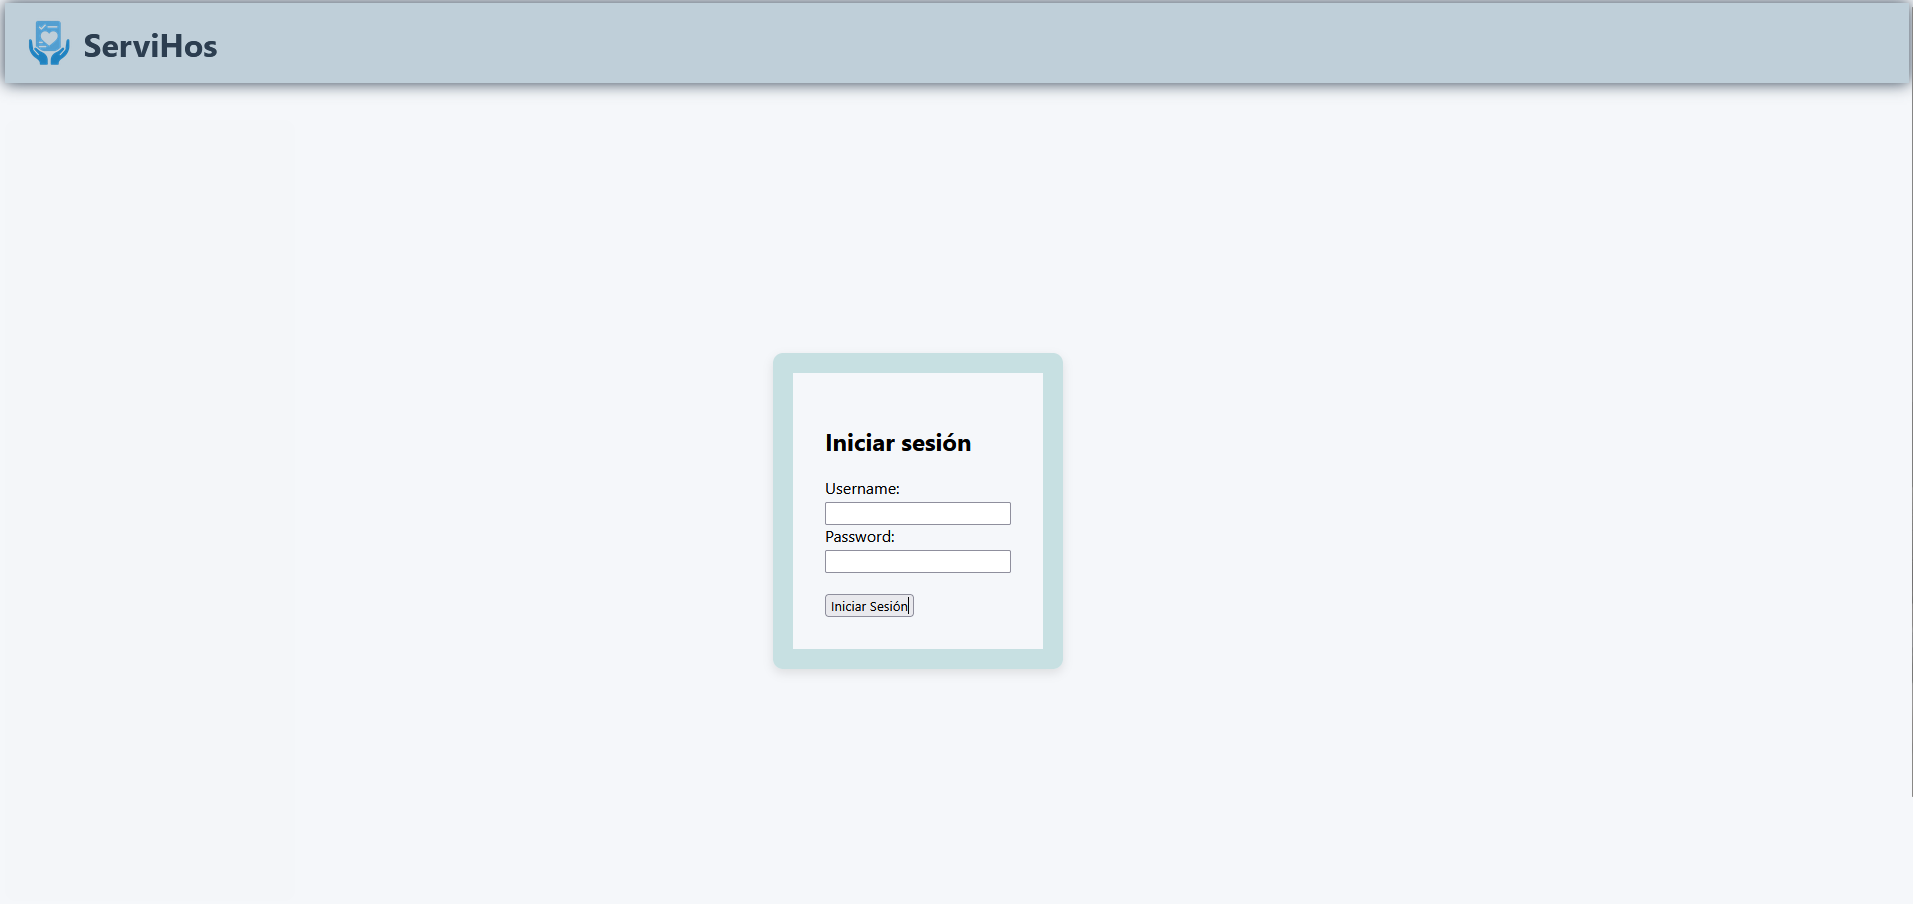 ServiHos
Iniciar sesión
Username:
Password:
Iniciar Sesión